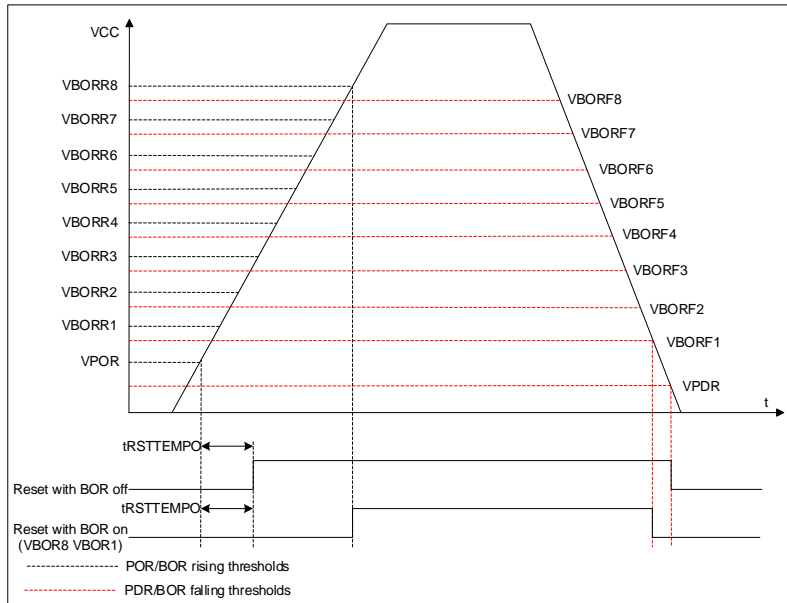 VCC
VBORR8
VBORF8
VBORR7
VBORF7
VBORR6
VBORF6
VBORR5
VBORF5
VBORR4
VBORF4
VBORR3
VBORF3
VBORR2
VBORF2
VBORR1
VBORF1
VPOR
VPDR
t
tRSTTEMPO
Reset with BOR off
tRSTTEMPO
Reset with BOR on
(VBOR8 VBOR1)
POR/BOR rising thresholds
PDR/BOR falling thresholds